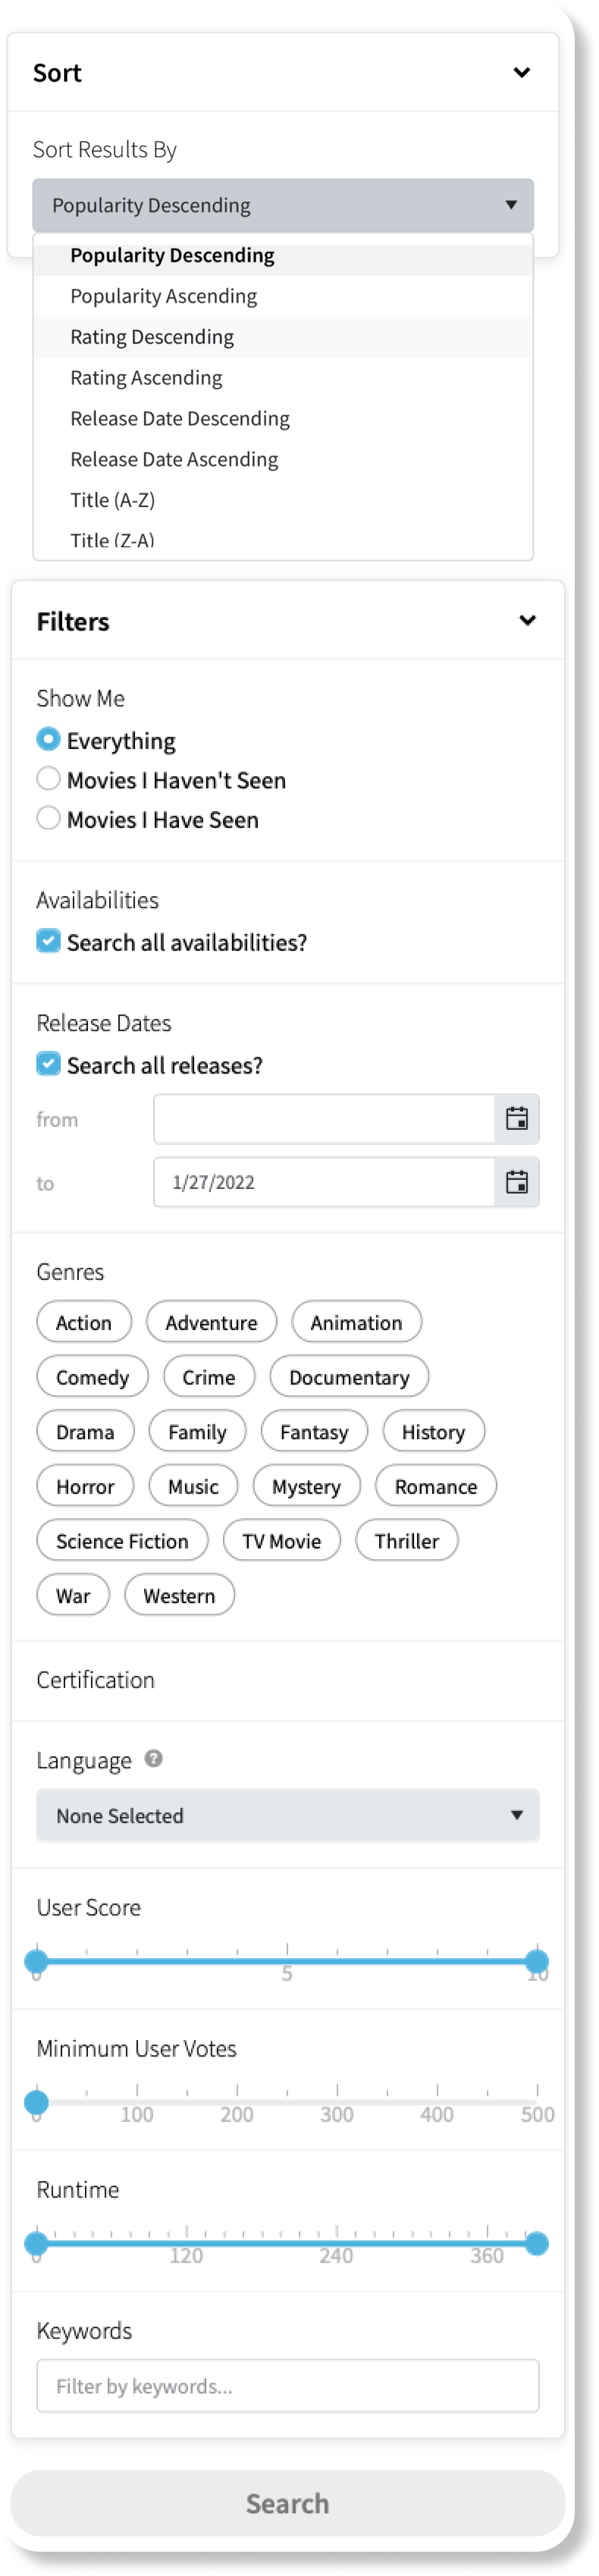 Sort
Sort Results By
Popularity Descending
Popularity Descending
Popularity Ascending
Rating Descending
Rating Ascending
Release Date Descending
Release Date Ascending
Title (A-Z)
Title (Z-A)
Filters
Show Me
Everything
Movies I Haven't Seen
Movies I Have Seen
Availabilities
Search all availabilities?
Release Dates
Search all releases?
from
to 1/27/2022
Genres
Action Adventure Animation
Comedy Crime Documentary
Drama Family Fantasy History
Horror Music Mystery Romance
Science Fiction TV Movie Thriller
War Western
Certification
Language ?
None Selected
User Score
0 5 10
Minimum User Votes
0 100 200 300 400 500
Runtime
0 120 240 360
Keywords
Filter by keywords...
Search